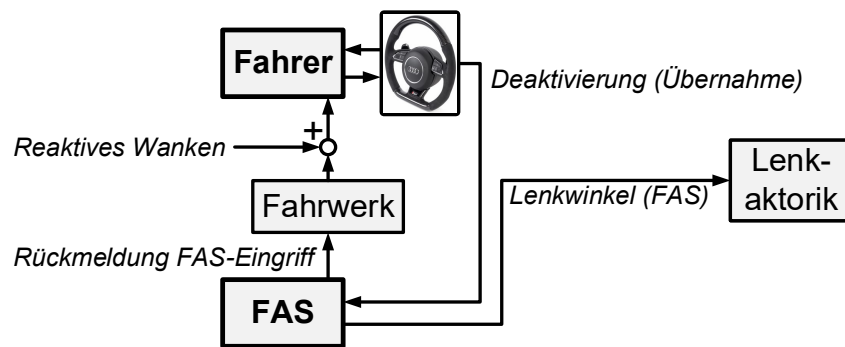 Fahrer
Deaktivierung (Übernahme)
+
Reaktives Wanken
Lenk-
aktorik
Fahrwerk
Lenkwinkel (FAS)
Rückmeldung FAS-Eingriff
FAS